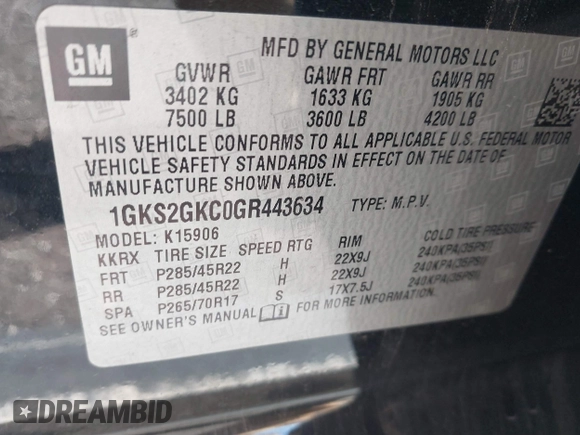 GM
MFD BY GENERAL MOTORS LLC
GVWR GAWR FRT GAWR RR
3402 KG 1633 KG 1905 KG
7500 LB 3600 LB 4200 LB
THIS VEHICLE CONFORMS TO ALL APPLICABLE U.S. FEDERAL MOTOR
VEHICLE SAFETY STANDARDS IN EFFECT ON THE DATE OF
MANUFACTURE SHOWN ABOVE.
1GKS2GKC0GR443634 TYPE: M.P.V.
MODEL: K15906
KKRX TIRE SIZE SPEED RTG RIM COLD TIRE PRESSURE
FRT P285/45R22 H 22X9J 240KPA(35PSI)
RR P285/45R22 H 22X9J 240KPA(35PSI)
SPA P265/70R17 S 17X7.5J 240KPA(35PSI)
SEE OWNER'S MANUAL
DREAMBID